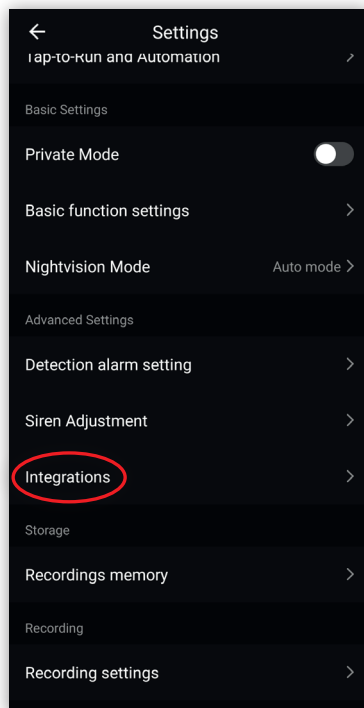 Settings
Tap-to-Run and Automation
Basic Settings
Private Mode
Basic function settings
Nightvision Mode Auto mode
Advanced Settings
Detection alarm setting
Siren Adjustment
Integrations
Storage
Recordings memory
Recording
Recording settings